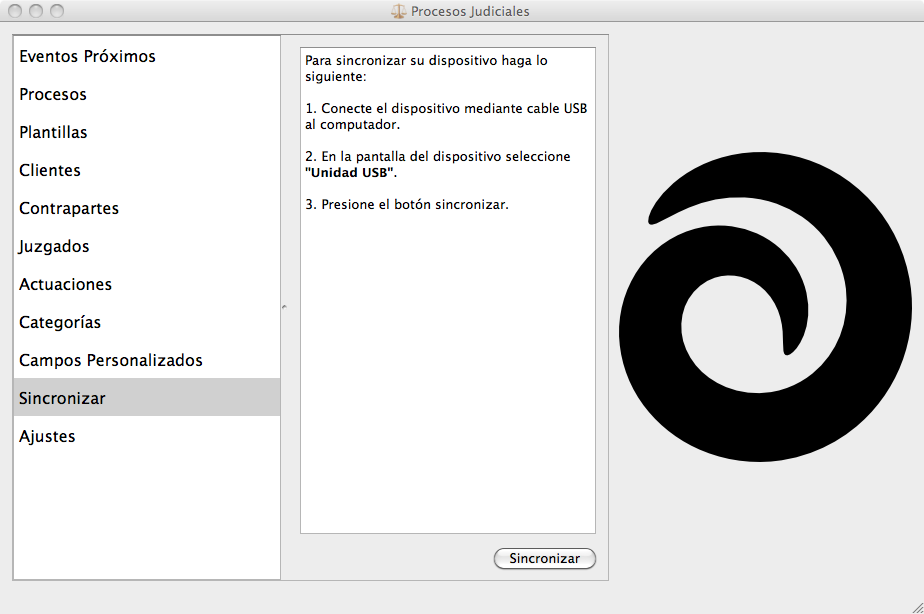 Procesos Judiciales
Eventos Próximos
Procesos
Plantillas
Clientes
Contrapartes
Juzgados
Actuaciones
Categorías
Campos Personalizados
Sincronizar
Ajustes
Para sincronizar su dispositivo haga lo
siguiente:
1. Conecte el dispositivo mediante cable USB
al computador.
2. En la pantalla del dispositivo seleccione
"Unidad USB".
3. Presione el botón sincronizar.
Sincronizar